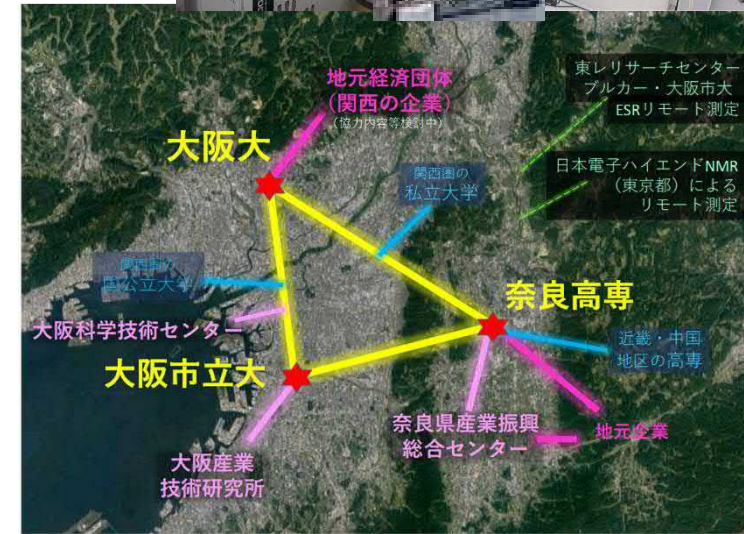 地元経済団体
(関西の企業)
(協力内容等検討中)
東レリサーチセンター
ブルカー・大阪市大
ESRリモート測定
大阪大
関西圏の
私立大学
日本電子ハイエンドNMR
(東京都)による
リモート測定
関西圏の
国公立大学
奈良高専
大阪科学技術センター
近畿・中国
地区の高専
大阪市立大
奈良県産業振興
総合センター
地元企業
大阪産業
技術研究所